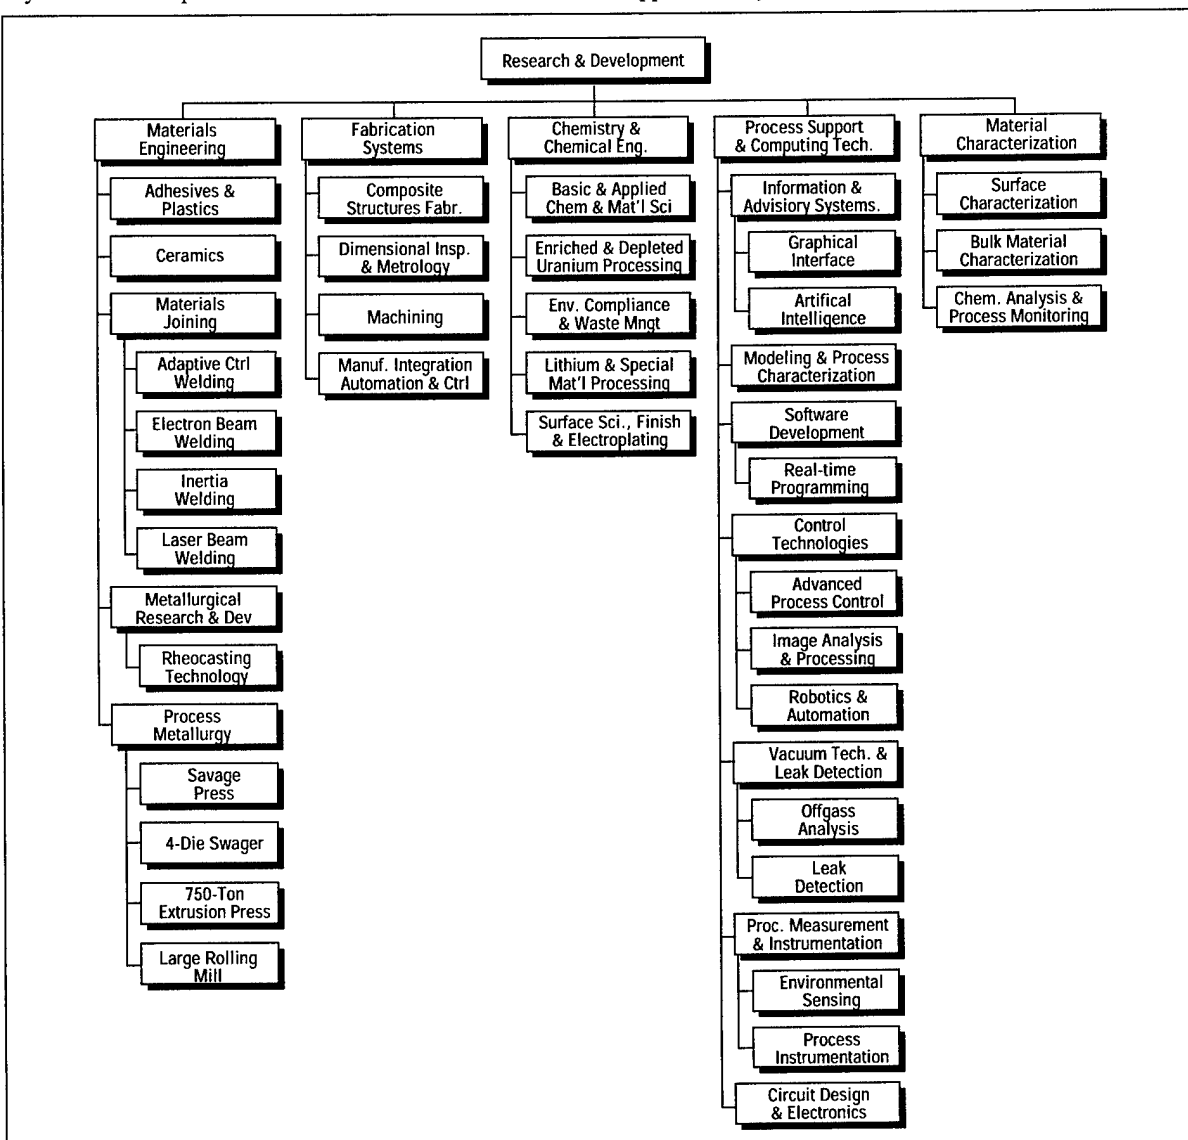 Research & Development
Materials
Engineering
Adhesives &
Plastics
Ceramics
Materials
Joining
Adaptive Ctrl
Welding
Electron Beam
Welding
Inertia
Welding
Laser Beam
Welding
Metallurgical
Research & Dev
Rheocasting
Technology
Process
Metallurgy
Savage
Press
4-Die Swager
750-Ton
Extrusion Press
Large Rolling
Mill
Fabrication
Systems
Composite
Structures Fabr.
Dimensional Insp.
& Metrology
Machining
Manuf. Integration
Automation & Ctrl
Chemistry &
Chemical Eng.
Basic & Applied
Chem & Mat'l Sci
Enriched & Depleted
Uranium Processing
Env. Compliance
& Waste Mngt
Lithium & Special
Mat'l Processing
Surface Sci., Finish
& Electroplating
Process Support
& Computing Tech.
Information &
Advisiory Systems.
Graphical
Interface
Artifical
Intelligence
Modeling & Process
Characterization
Software
Development
Real-time
Programming
Control
Technologies
Advanced
Process Control
Image Analysis
& Processing
Robotics &
Automation
Vacuum Tech. &
Leak Detection
Offgass
Analysis
Leak
Detection
Proc. Measurement
& Instrumentation
Environmental
Sensing
Process
Instrumentation
Circuit Design
& Electronics
Material
Characterization
Surface
Characterization
Bulk Material
Characterization
Chem. Analysis &
Process Monitoring